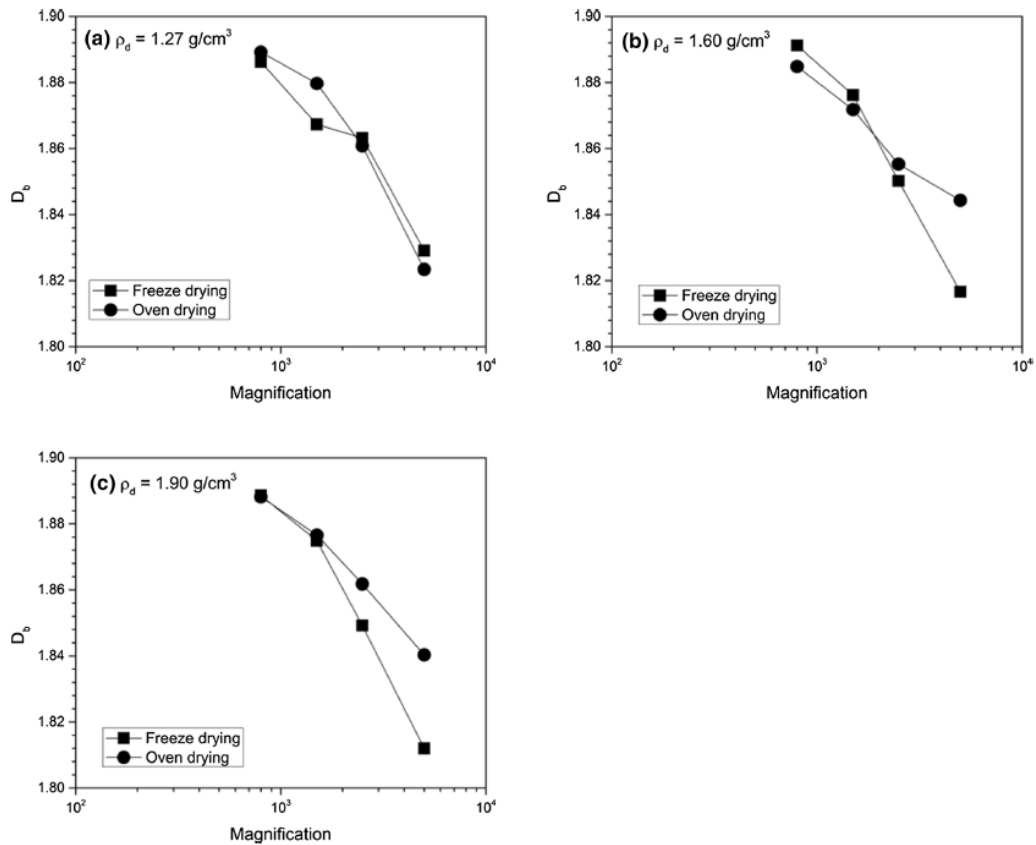 (a) ρd = 1.27 g/cm³
Db
1.90
1.88
1.86
1.84
1.82
1.80
Freeze drying
Oven drying
10² 10³ 10⁴
Magnification
(b) ρd = 1.60 g/cm³
Db
1.90
1.88
1.86
1.84
1.82
1.80
Freeze drying
Oven drying
10² 10³ 10⁴
Magnification
(c) ρd = 1.90 g/cm³
Db
1.90
1.88
1.86
1.84
1.82
1.80
Freeze drying
Oven drying
10² 10³ 10⁴
Magnification